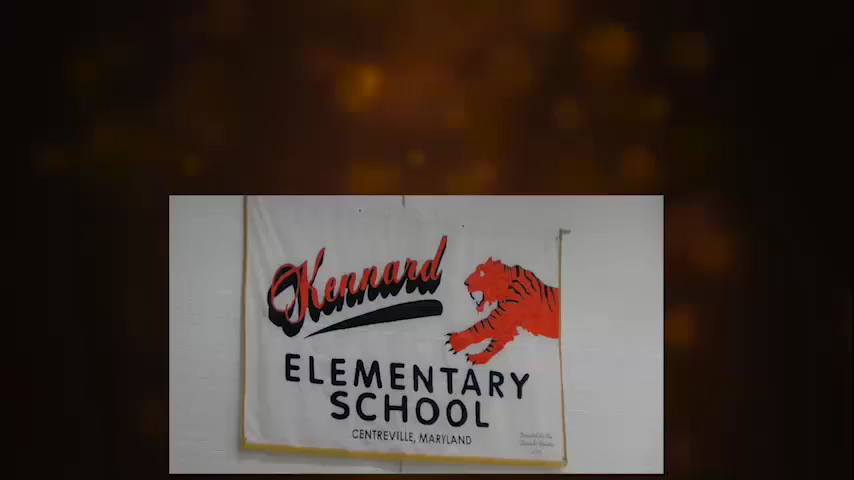 Kennard
ELEMENTARY
SCHOOL
CENTREVILLE, MARYLAND